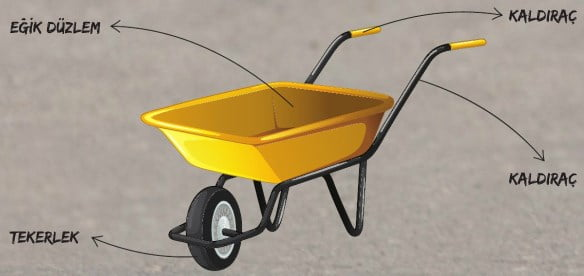 EĞİK DÜZLEM
KALDIRAÇ
KALDIRAÇ
TEKERLEK